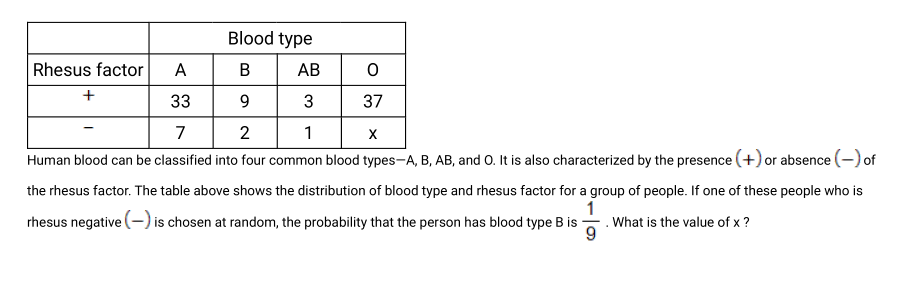 Blood type
Rhesus factor A B AB O
+ 33 9 3 37
− 7 2 1 x
Human blood can be classified into four common blood types—A, B, AB, and O. It is also characterized by the presence (+) or absence (−) of
the rhesus factor. The table above shows the distribution of blood type and rhesus factor for a group of people. If one of these people who is
rhesus negative (−) is chosen at random, the probability that the person has blood type B is 1/9 . What is the value of x ?